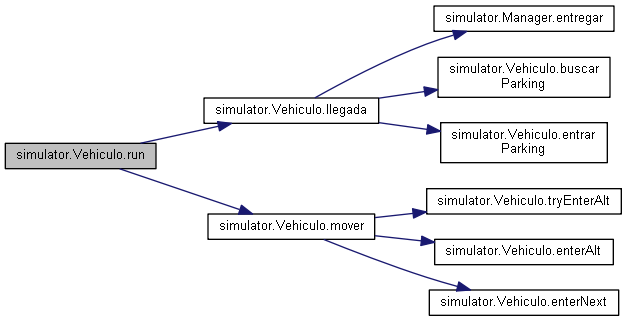 simulator.Manager.entregar
simulator.Vehiculo.buscar
Parking
simulator.Vehiculo.llegada
simulator.Vehiculo.entrar
Parking
simulator.Vehiculo.run
simulator.Vehiculo.tryEnterAlt
simulator.Vehiculo.mover
simulator.Vehiculo.enterAlt
simulator.Vehiculo.enterNext